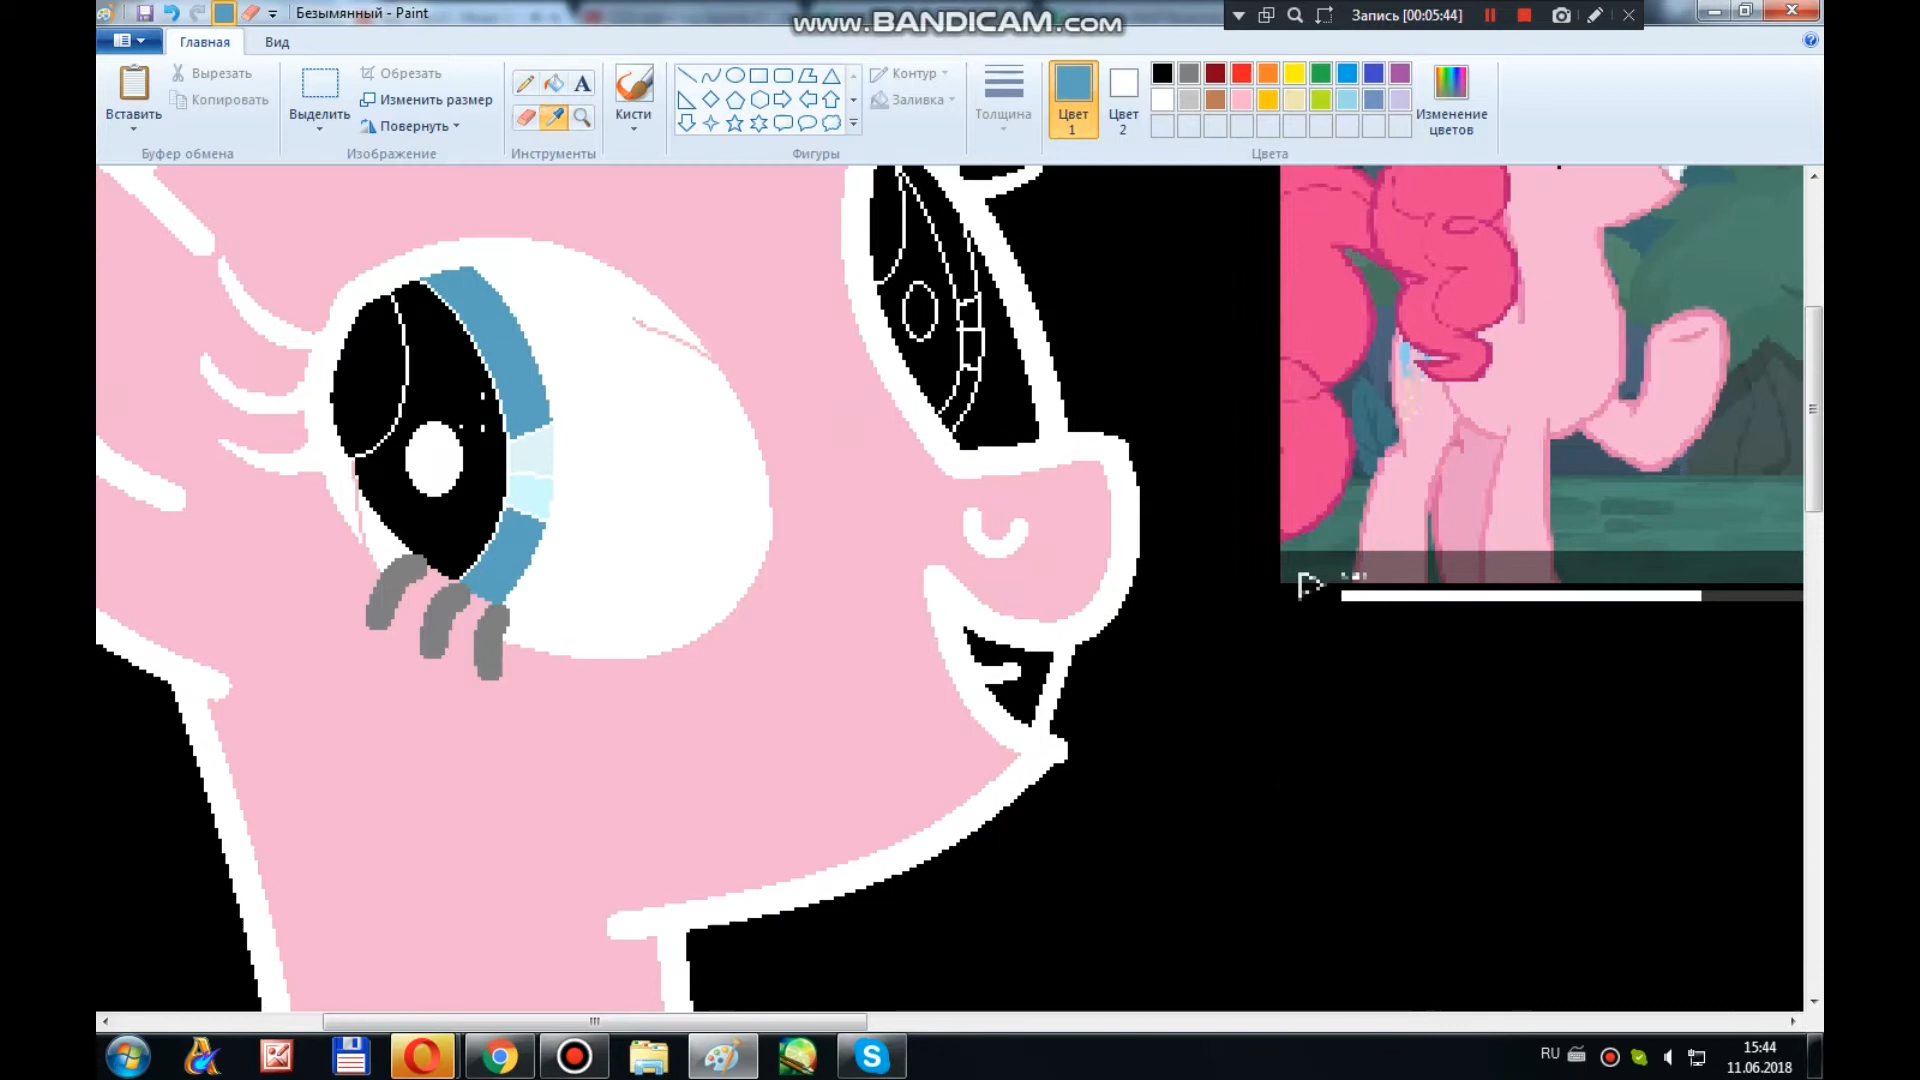 Безымянный - Paint
www.BANDICAM.com
Запись [00:05:44]
Главная
Вид
Вставить
Вырезать
Копировать
Буфер обмена
Выделить
Обрезать
Изменить размер
Повернуть
Изображение
A
Инструменты
Кисти
Фигуры
Контур
Заливка
Толщина
Цвет
1
Цвет
2
Изменение
цветов
Цвета
RU
15:44
11.06.2018